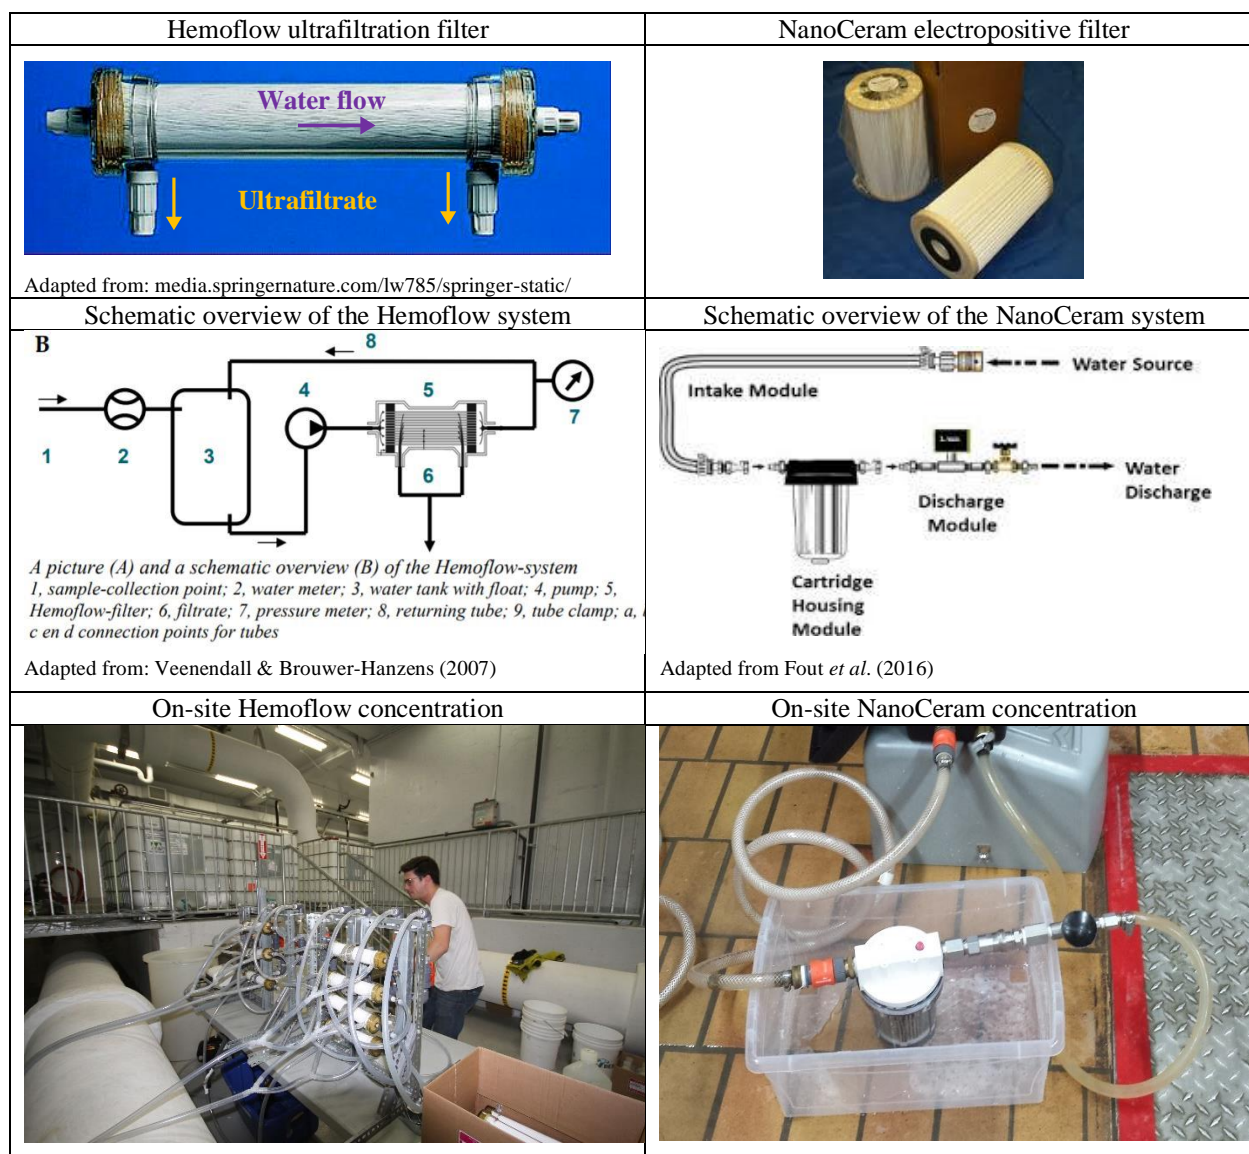 Hemoflow ultrafiltration filter
NanoCeram electropositive filter
Water flow
Ultrafiltrate
Adapted from: media.springernature.com/lw785/springer-static/
Schematic overview of the Hemoflow system
Schematic overview of the NanoCeram system
B
8
4
5
7
1
2
3
6
A picture (A) and a schematic overview (B) of the Hemoflow-system
1, sample-collection point; 2, water meter; 3, water tank with float; 4, pump; 5,
Hemoflow-filter; 6, filtrate; 7, pressure meter; 8, returning tube; 9, tube clamp; a,
c en d connection points for tubes
Adapted from: Veenendall & Brouwer-Hanzens (2007)
Water Source
Intake Module
Water
Discharge
Discharge
Module
Cartridge
Housing
Module
Adapted from Fout et al. (2016)
On-site Hemoflow concentration
On-site NanoCeram concentration